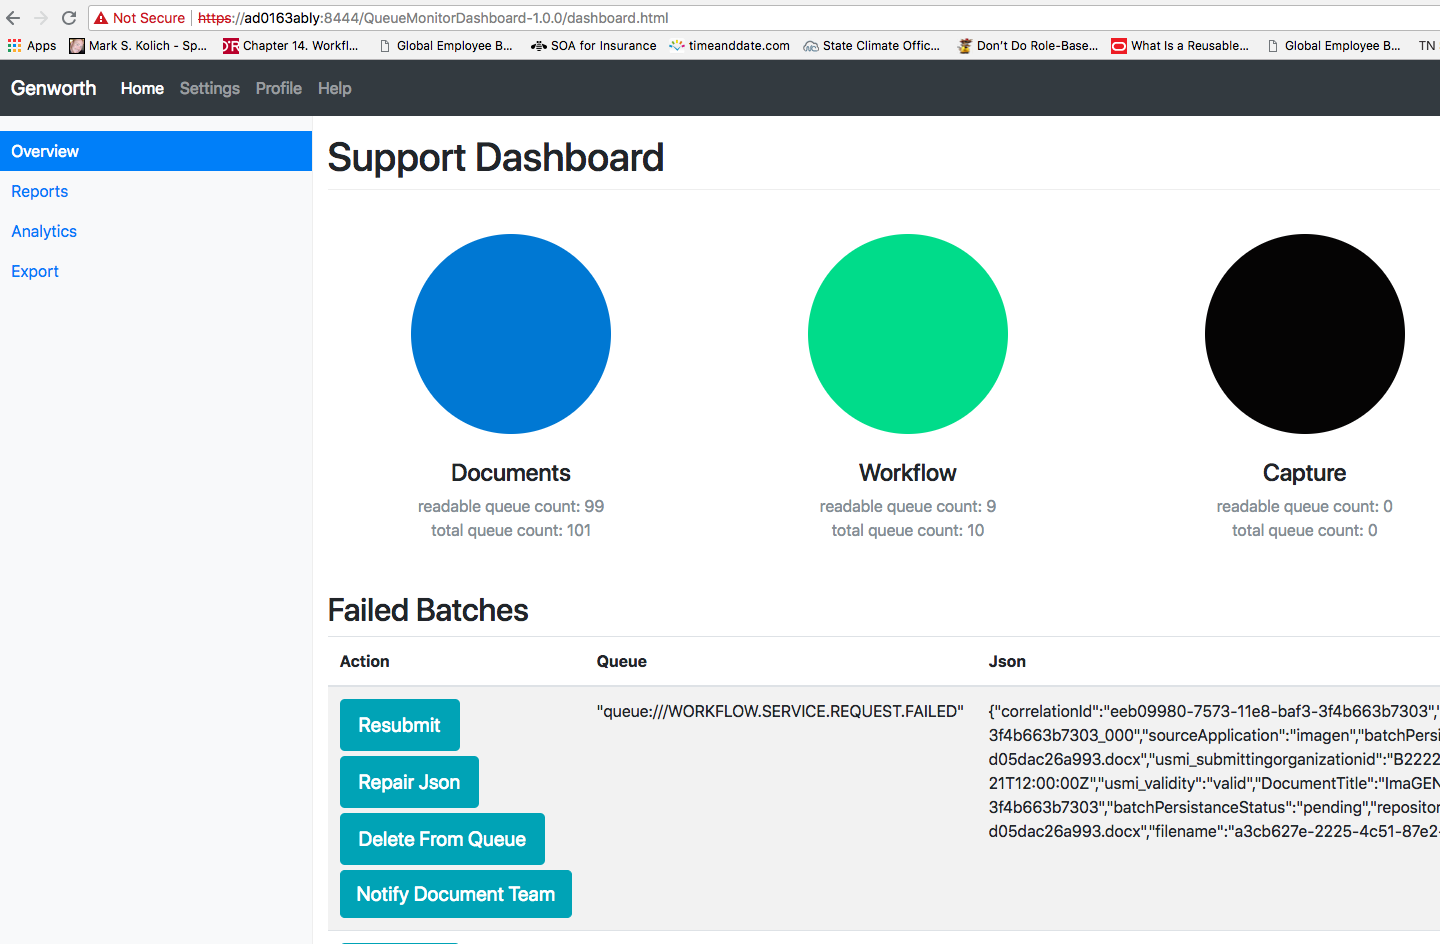 Not Secure | https://ad0163ably:8444/QueueMonitorDashboard-1.0.0/dashboard.html
Apps Mark S. Kolich - Sp... Chapter 14. Workfl... Global Employee B... SOA for Insurance timeanddate.com State Climate Offic... Don't Do Role-Base... What Is a Reusable... Global Employee B... TN
Genworth Home Settings Profile Help
Overview
Reports
Analytics
Export
Support Dashboard
Documents
readable queue count: 99
total queue count: 101
Workflow
readable queue count: 9
total queue count: 10
Capture
readable queue count: 0
total queue count: 0
Failed Batches
Action Queue Json
Resubmit
Repair Json
Delete From Queue
Notify Document Team
"queue:///WORKFLOW.SERVICE.REQUEST.FAILED"
{"correlationId":"eeb09980-7573-11e8-baf3-3f4b663b7303","
3f4b663b7303_000","sourceApplication":"imagen","batchPersi
d05dac26a993.docx","usmi_submittingorganizationid":"B2222
21T12:00:00Z","usmi_validity":"valid","DocumentTitle":"ImaGEN
3f4b663b7303","batchPersistanceStatus":"pending","repositor
d05dac26a993.docx","filename":"a3cb627e-2225-4c51-87e2-